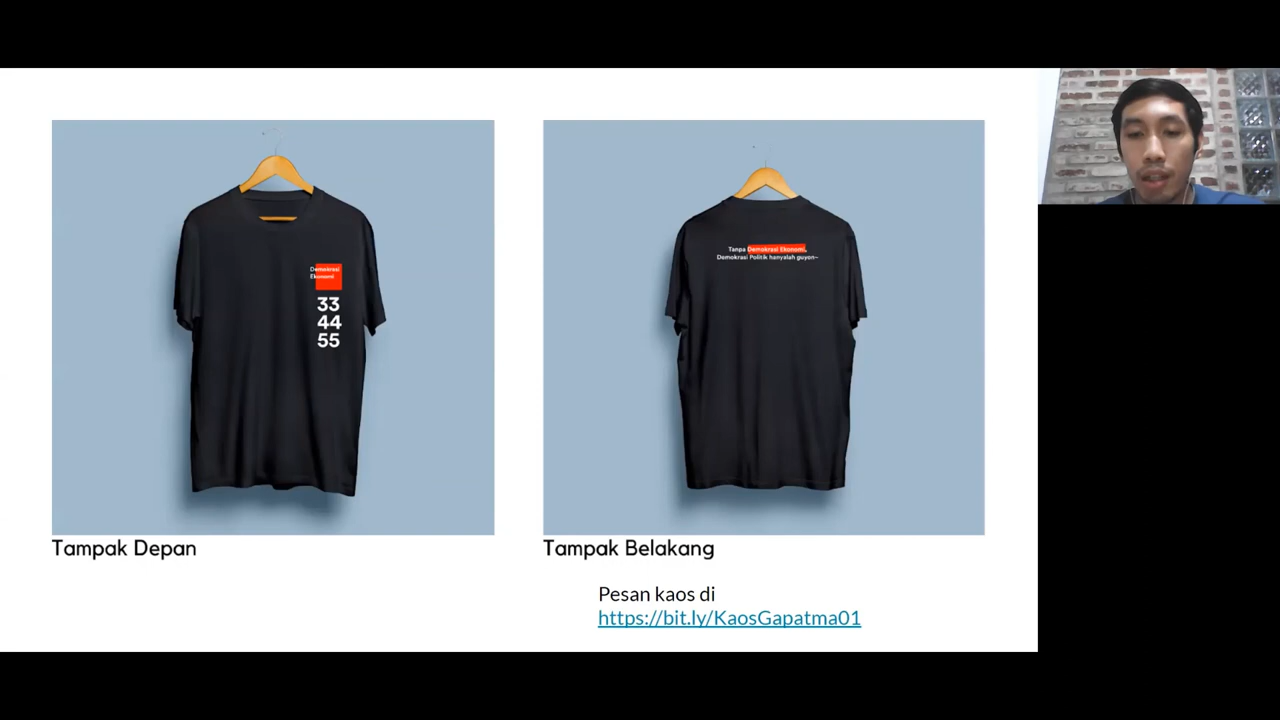 Demokrasi
Ekonomi
33
44
55
Tanpa Demokrasi Ekonomi,
Demokrasi Politik hanyalah guyon~
Tampak Depan
Tampak Belakang
Pesan kaos di
https://bit.ly/KaosGapatma01